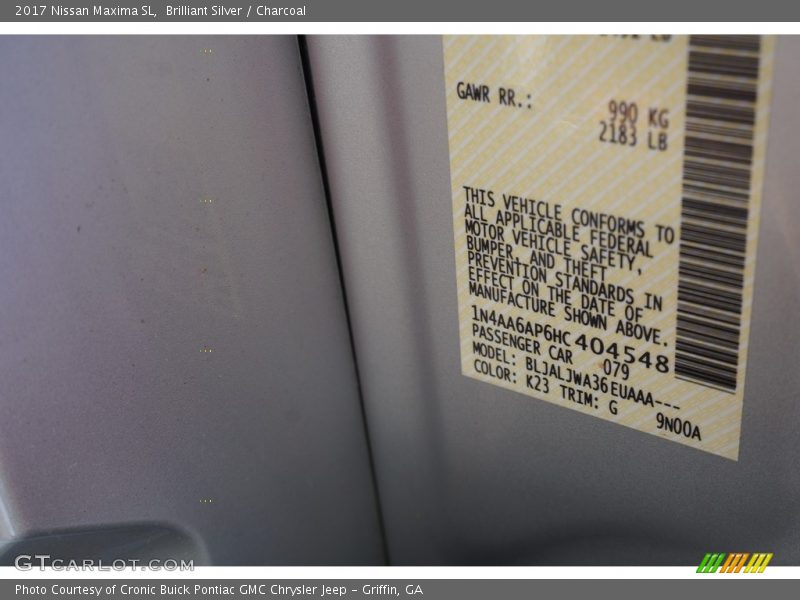 2017 Nissan Maxima SL,  Brilliant Silver / Charcoal
GAWR RR.:
990 KG
2183 LB
THIS VEHICLE CONFORMS TO
ALL APPLICABLE FEDERAL
MOTOR VEHICLE SAFETY,
BUMPER, AND THEFT
PREVENTION STANDARDS IN
EFFECT ON THE DATE OF
MANUFACTURE SHOWN ABOVE.
1N4AA6AP6HC404548
PASSENGER CAR 079
MODEL: BLJALJWA36EUAAA---
COLOR: K23 TRIM: G 9N00A
GTCARLOT.COM
Photo Courtesy of Cronic Buick Pontiac GMC Chrysler Jeep – Griffin, GA